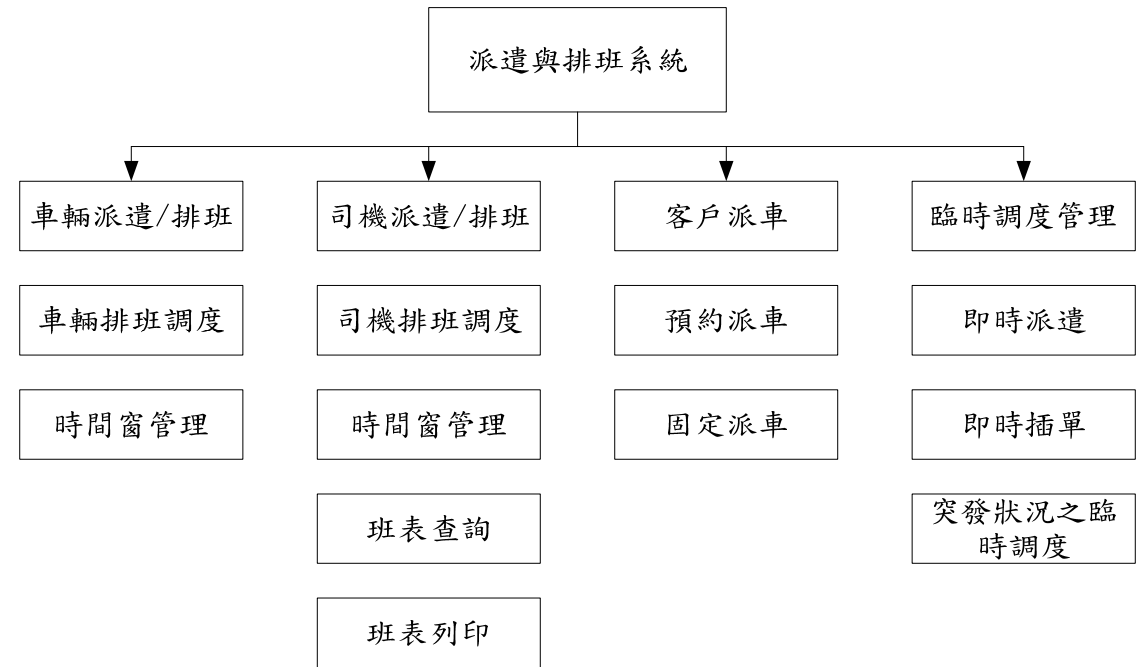 派遣與排班系統
車輛派遣/排班
司機派遣/排班
客戶派車
臨時調度管理
車輛排班調度
司機排班調度
預約派車
即時派遣
時間窗管理
時間窗管理
固定派車
即時插單
班表查詢
突發狀況之臨
時調度
班表列印